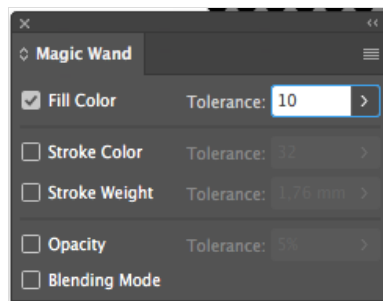 Magic Wand
Fill Color Tolerance: 10
Stroke Color Tolerance: 32
Stroke Weight Tolerance: 1,76 mm
Opacity Tolerance: 5%
Blending Mode